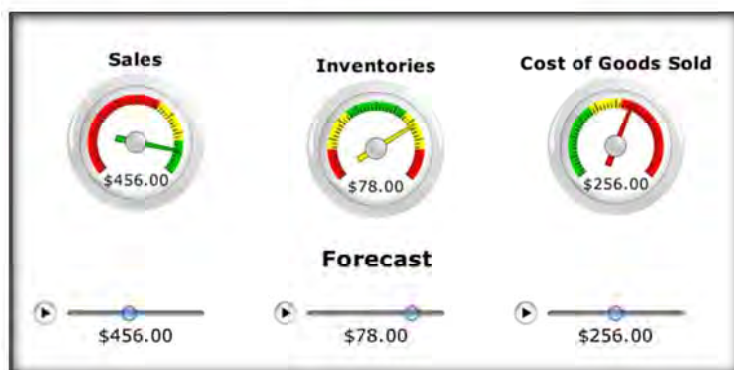 Sales
Inventories
Cost of Goods Sold
$456.00
$78.00
$256.00
Forecast
$456.00
$78.00
$256.00